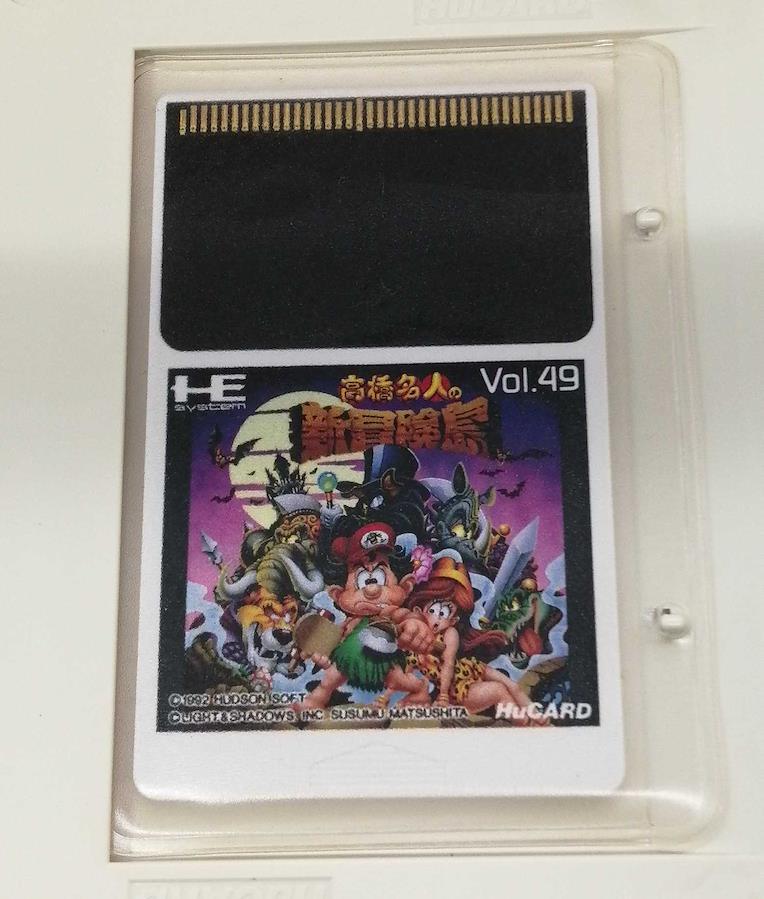 HuCARD
HE
system
高橋名人の
新冒険島
Vol.49
©1992 HUDSON SOFT
©LIGHT&SHADOWS INC. SUSUMU MATSUSHITA
HuCARD